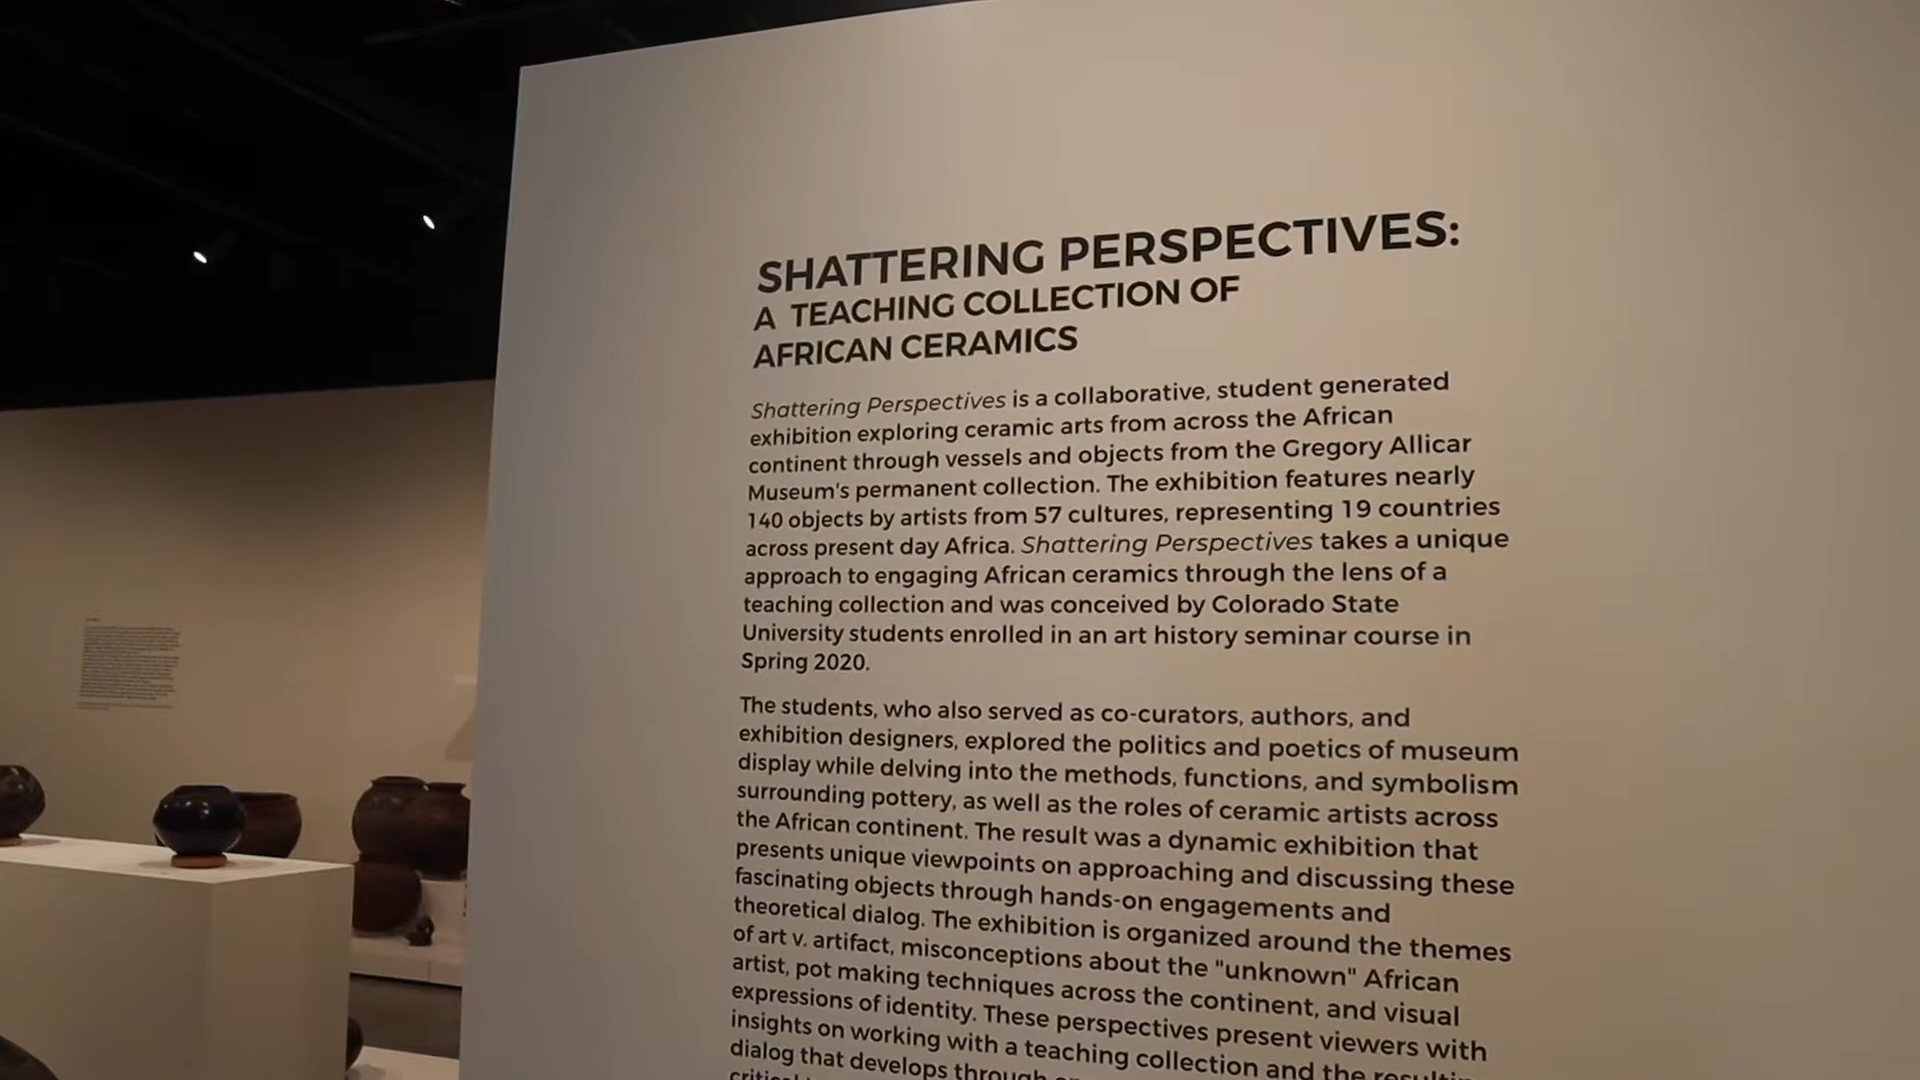 SHATTERING PERSPECTIVES:
A TEACHING COLLECTION OF
AFRICAN CERAMICS
Shattering Perspectives is a collaborative, student generated
exhibition exploring ceramic arts from across the African
continent through vessels and objects from the Gregory Allicar
Museum's permanent collection. The exhibition features nearly
140 objects by artists from 57 cultures, representing 19 countries
across present day Africa. Shattering Perspectives takes a unique
approach to engaging African ceramics through the lens of a
teaching collection and was conceived by Colorado State
University students enrolled in an art history seminar course in
Spring 2020.
The students, who also served as co-curators, authors, and
exhibition designers, explored the politics and poetics of museum
display while delving into the methods, functions, and symbolism
surrounding pottery, as well as the roles of ceramic artists across
the African continent. The result was a dynamic exhibition that
presents unique viewpoints on approaching and discussing these
fascinating objects through hands-on engagements and
theoretical dialog. The exhibition is organized around the themes
of art v. artifact, misconceptions about the "unknown" African
artist, pot making techniques across the continent, and visual
expressions of identity. These perspectives present viewers with
insights on working with a teaching collection and the
dialog that develops through